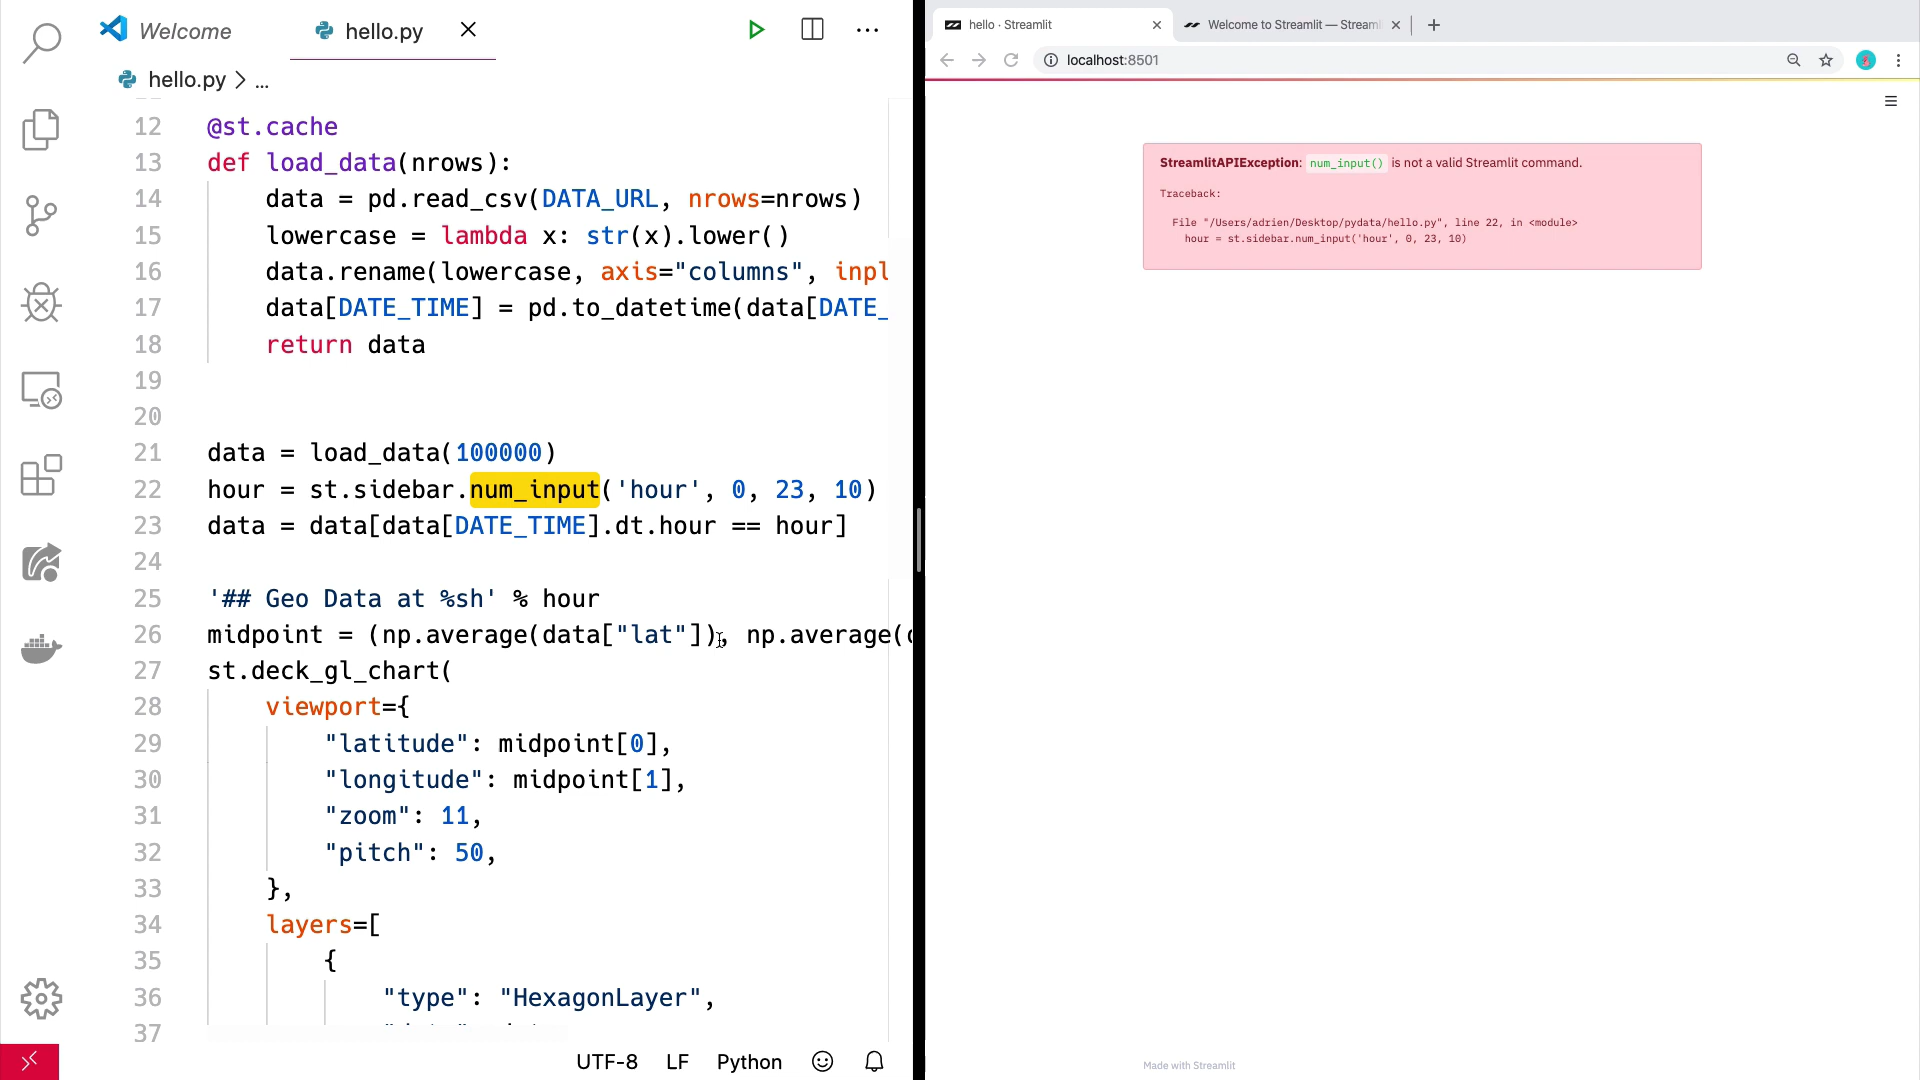 Welcome
hello.py
hello.py > ...
12 @st.cache
13 def load_data(nrows):
14 data = pd.read_csv(DATA_URL, nrows=nrows)
15 lowercase = lambda x: str(x).lower()
16 data.rename(lowercase, axis="columns", inpl
17 data[DATE_TIME] = pd.to_datetime(data[DATE_
18 return data
19
20
21 data = load_data(100000)
22 hour = st.sidebar.num_input('hour', 0, 23, 10)
23 data = data[data[DATE_TIME].dt.hour == hour]
24
25 '## Geo Data at %sh' % hour
26 midpoint = (np.average(data["lat"]), np.average(
27 st.deck_gl_chart(
28 viewport={
29 "latitude": midpoint[0],
30 "longitude": midpoint[1],
31 "zoom": 11,
32 "pitch": 50,
33 },
34 layers=[
35 {
36 "type": "HexagonLayer",
37
UTF-8 LF Python
hello · Streamlit
Welcome to Streamlit — Streaml
localhost:8501
StreamlitAPIException: num_input() is not a valid Streamlit command.
Traceback:
File "/Users/adrien/Desktop/pydata/hello.py", line 22, in <module>
hour = st.sidebar.num_input('hour', 0, 23, 10)
Made with Streamlit